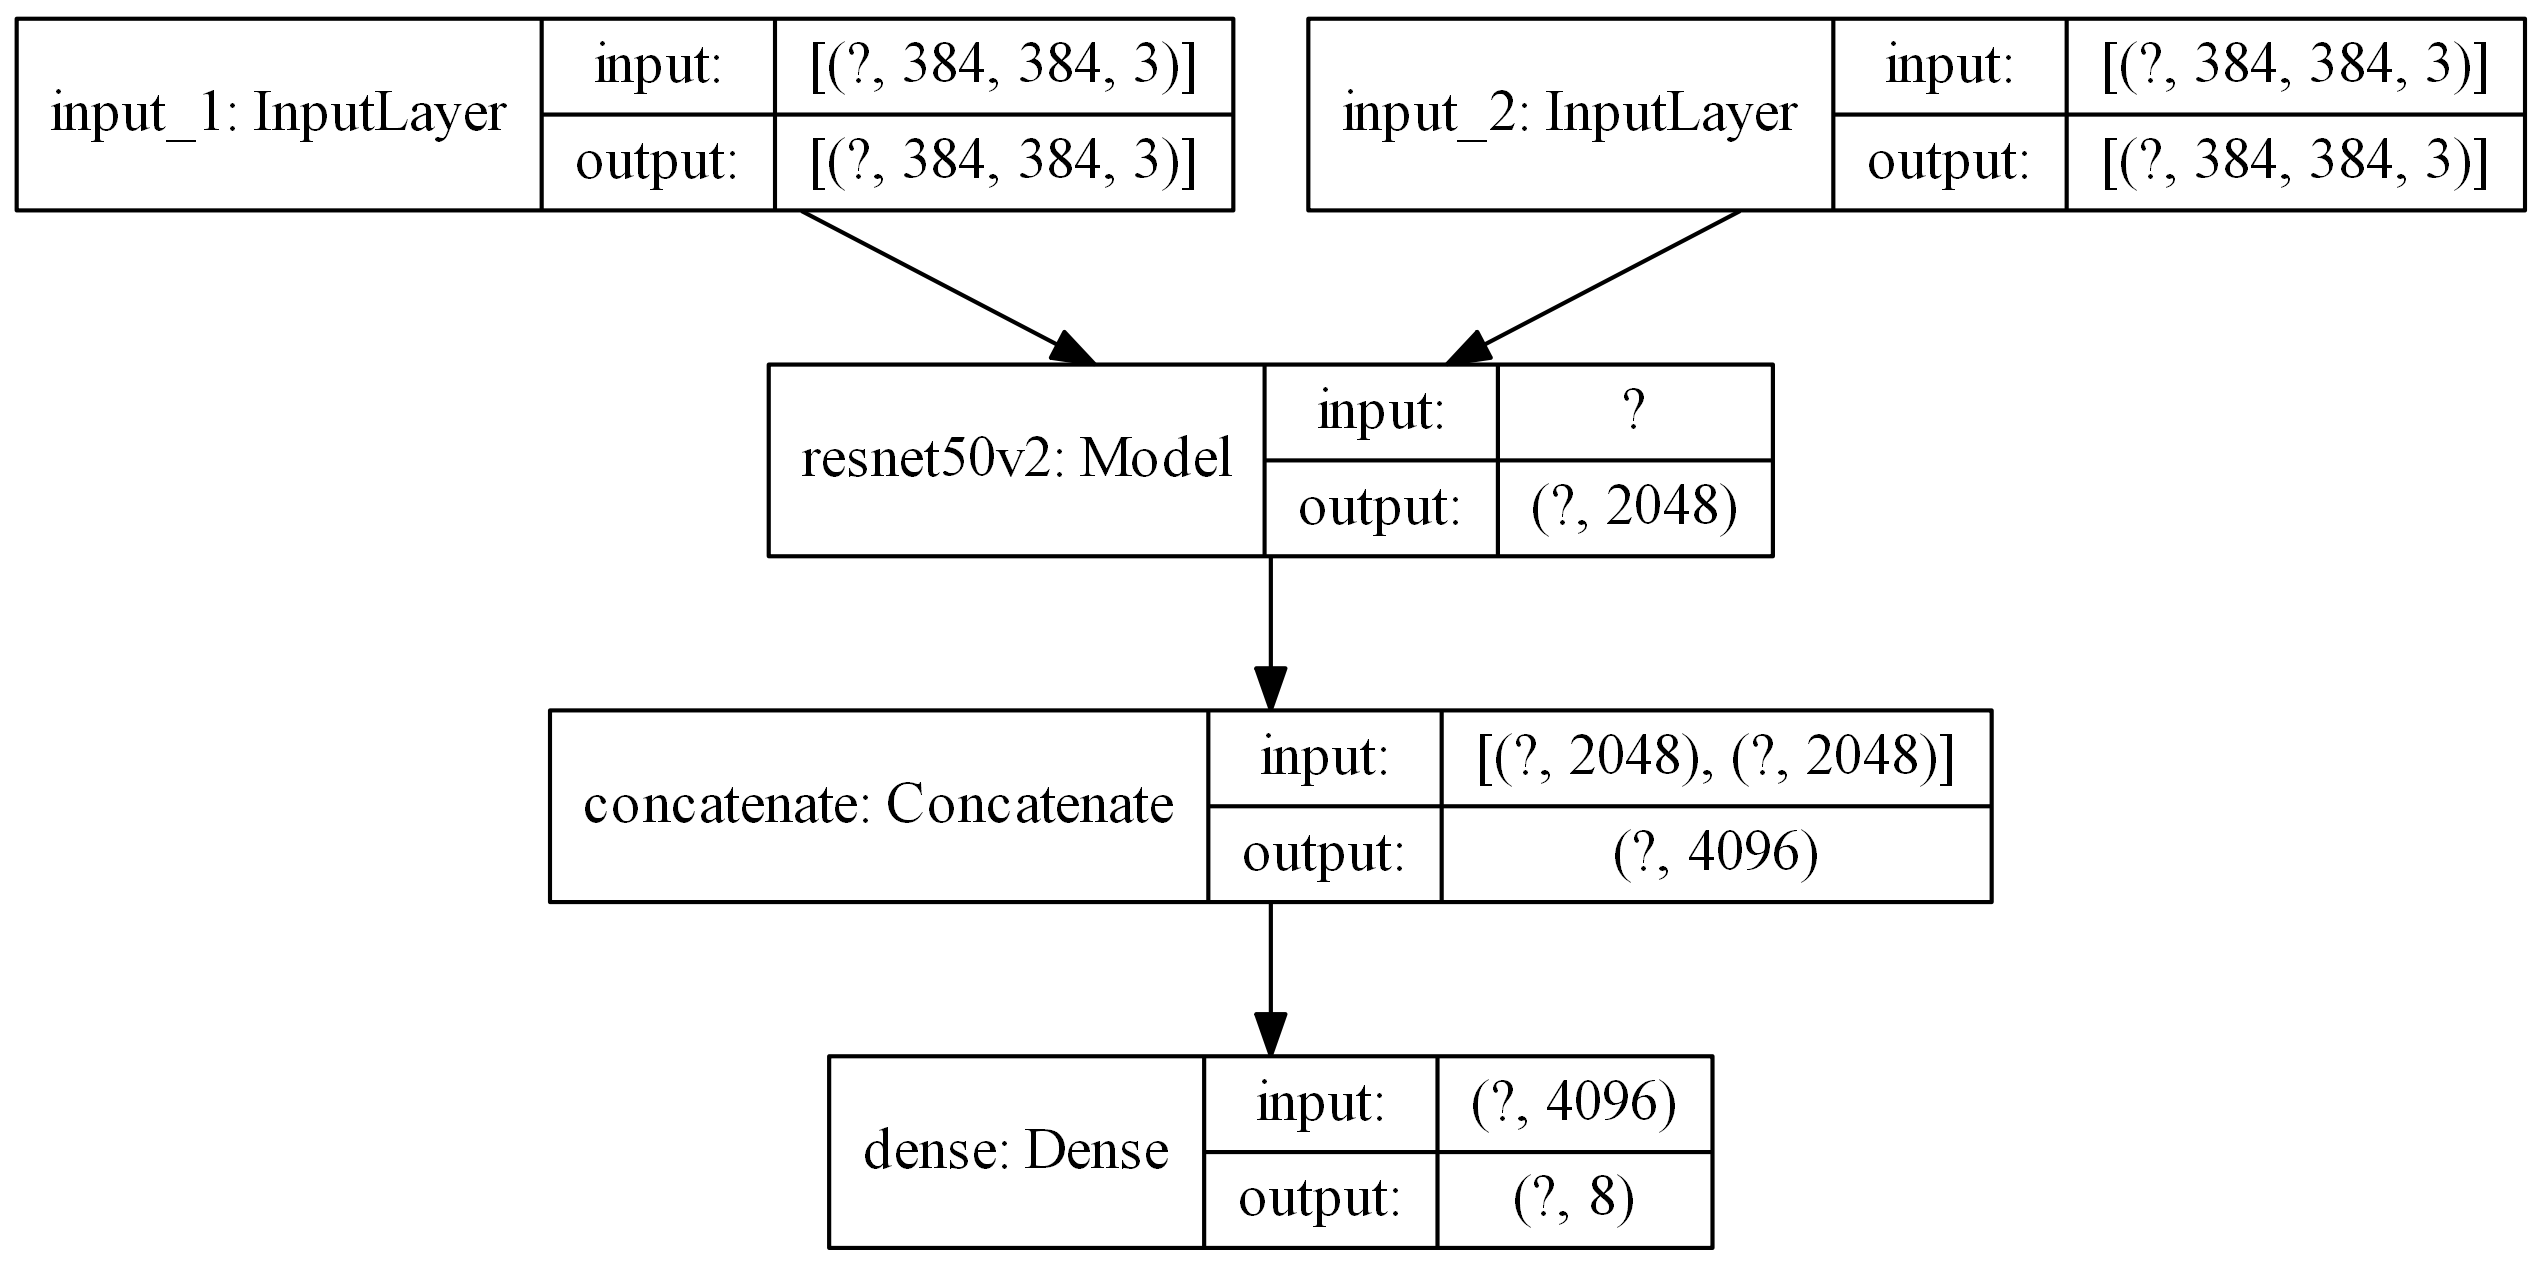 input_1: InputLayer
input:
[(?, 384, 384, 3)]
output:
[(?, 384, 384, 3)]
input_2: InputLayer
input:
[(?, 384, 384, 3)]
output:
[(?, 384, 384, 3)]
resnet50v2: Model
input:
?
output:
(?, 2048)
concatenate: Concatenate
input:
[(?, 2048), (?, 2048)]
output:
(?, 4096)
dense: Dense
input:
(?, 4096)
output:
(?, 8)